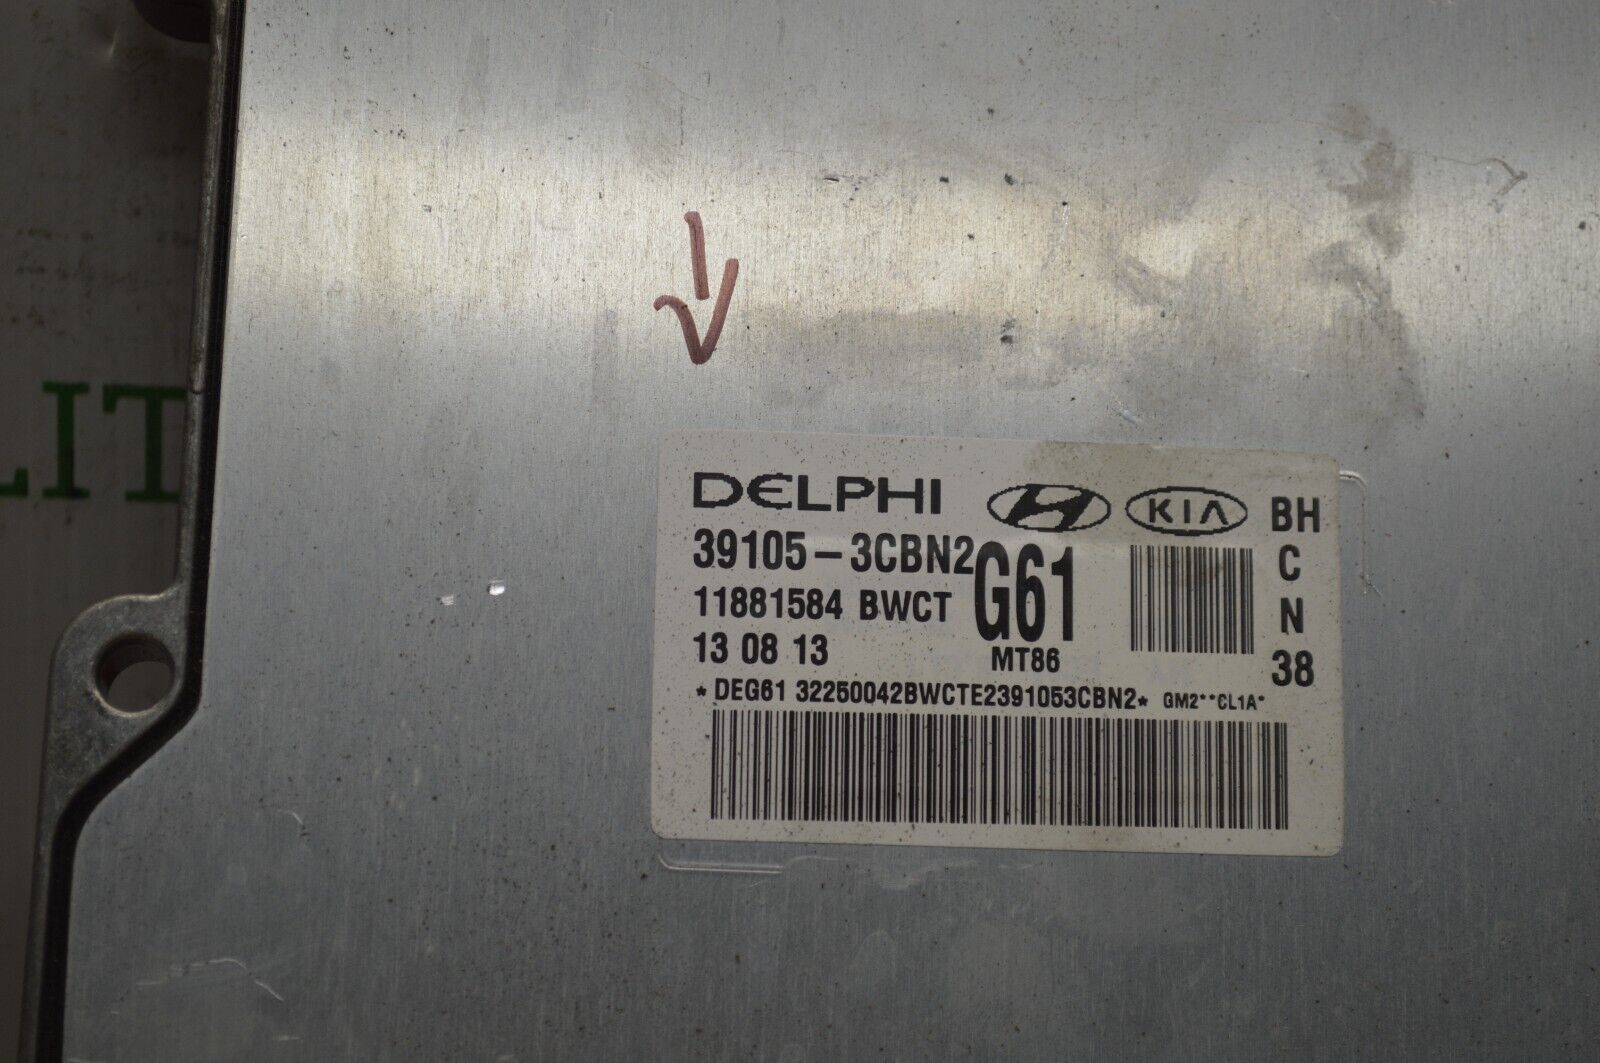 LIT
DELPHI H KIA BH
39105-3CBN2 G61 C
11881584 BWCT N
13 08 13 MT86 38
*DEG61 32250042BWCTE2391053CBN2* GM2**CL1A*